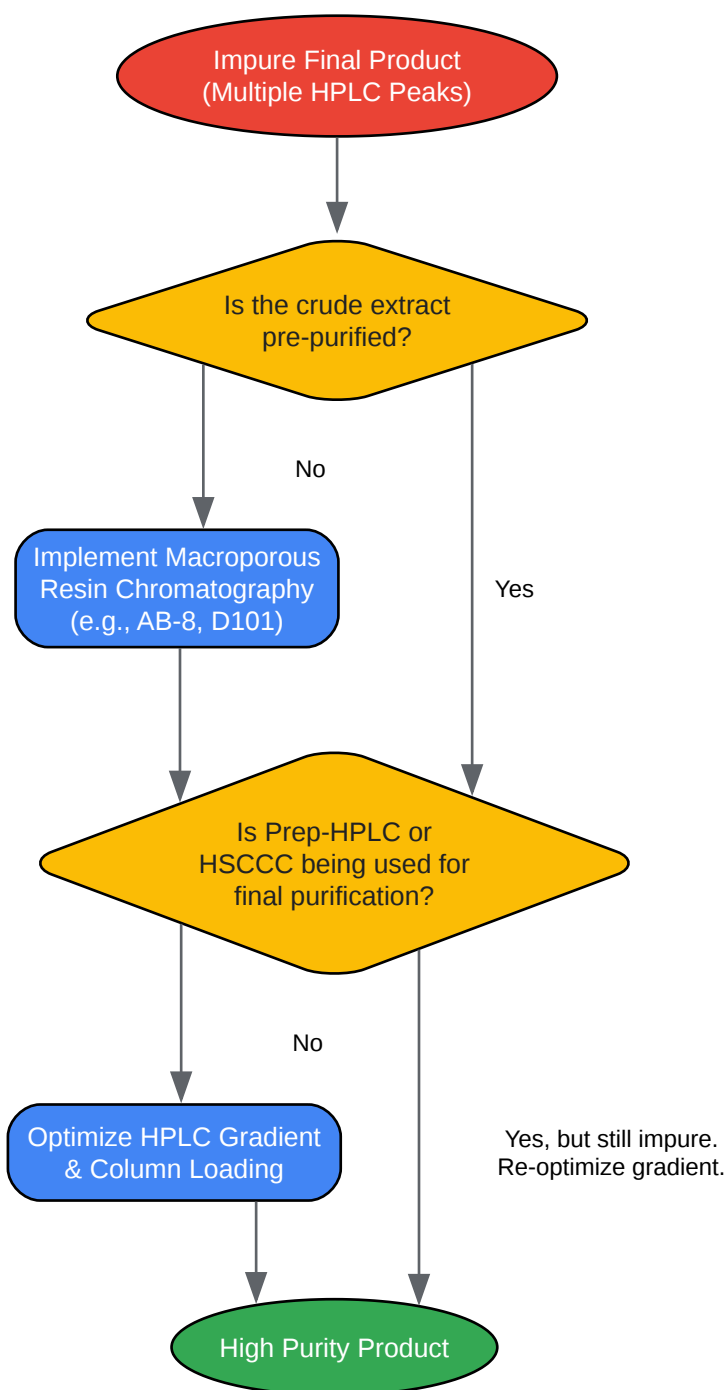 Impure Final Product
(Multiple HPLC Peaks)
Is the crude extract
pre-purified?
No
Implement Macroporous
Resin Chromatography
(e.g., AB-8, D101)
Yes
Is Prep-HPLC or
HSCCC being used for
final purification?
No
Optimize HPLC Gradient
& Column Loading
Yes, but still impure.
Re-optimize gradient.
High Purity Product